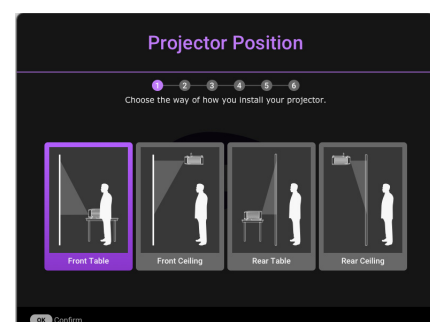 Projector Position
1 2 3 4 5 6
Choose the way of how you install your projector.
Front Table
Front Ceiling
Rear Table
Rear Ceiling
OK Confirm